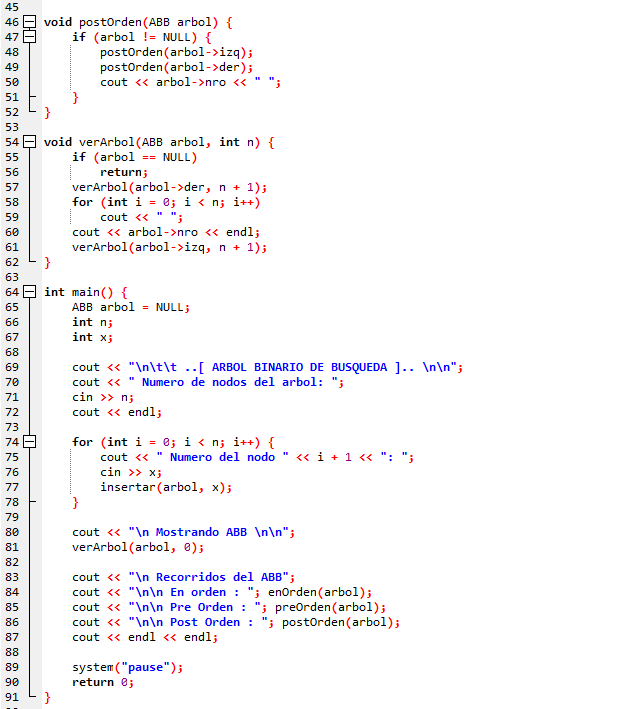 45
46 void postOrden(ABB arbol) {
47     if (arbol != NULL) {
48         postOrden(arbol->izq);
49         postOrden(arbol->der);
50         cout << arbol->nro << " ";
51     }
52 }
53
54 void verArbol(ABB arbol, int n) {
55     if (arbol == NULL)
56         return;
57     verArbol(arbol->der, n + 1);
58     for (int i = 0; i < n; i++)
59         cout << " ";
60     cout << arbol->nro << endl;
61     verArbol(arbol->izq, n + 1);
62 }
63
64 int main() {
65     ABB arbol = NULL;
66     int n;
67     int x;
68
69     cout << "\n\t\t ..[ ARBOL BINARIO DE BUSQUEDA ].. \n\n";
70     cout << " Numero de nodos del arbol: ";
71     cin >> n;
72     cout << endl;
73
74     for (int i = 0; i < n; i++) {
75         cout << " Numero del nodo " << i + 1 << ": ";
76         cin >> x;
77         insertar(arbol, x);
78     }
79
80     cout << "\n Mostrando ABB \n\n";
81     verArbol(arbol, 0);
82
83     cout << "\n Recorridos del ABB";
84     cout << "\n\n En orden : "; enOrden(arbol);
85     cout << "\n\n Pre Orden : "; preOrden(arbol);
86     cout << "\n\n Post Orden : "; postOrden(arbol);
87     cout << endl << endl;
88
89     system("pause");
90     return 0;
91 }